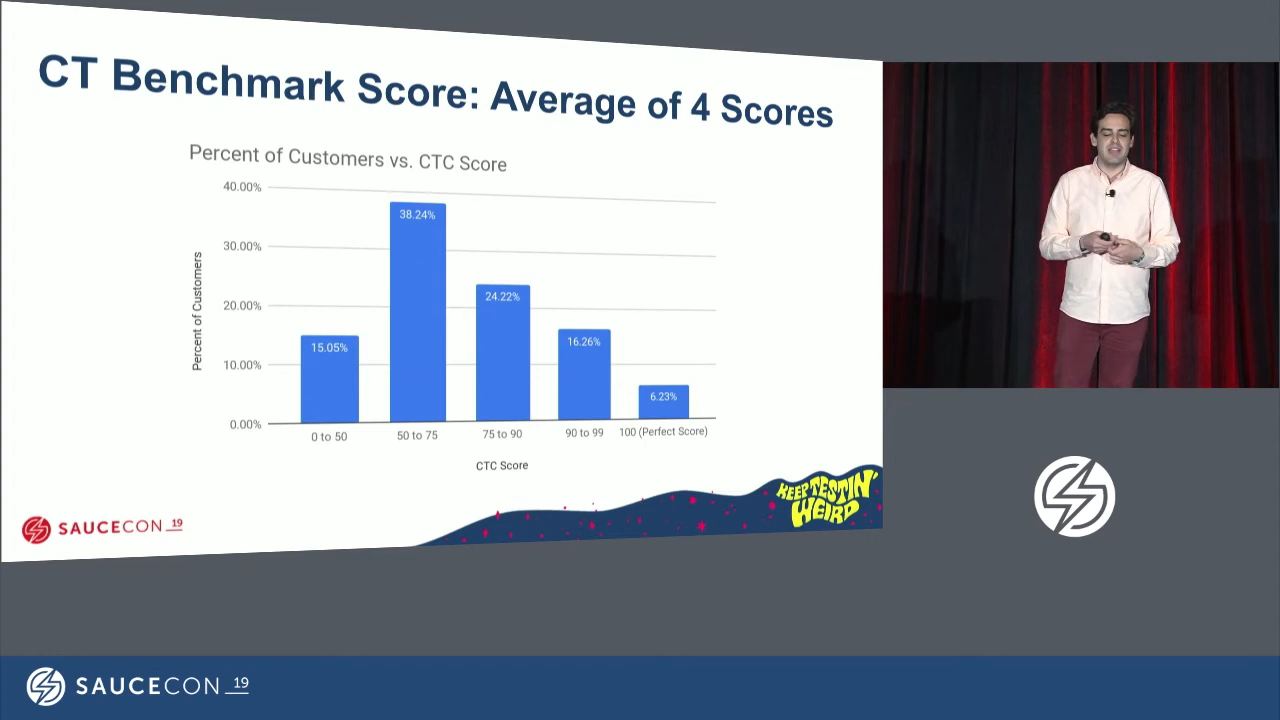 CT Benchmark Score: Average of 4 Scores
Percent of Customers vs. CTC Score
40.00%
30.00%
20.00%
10.00%
0.00%
Percent of Customers
15.05%
38.24%
24.22%
16.26%
6.23%
0 to 50
50 to 75
75 to 90
90 to 99
100 (Perfect Score)
CTC Score
SAUCECON 19
KEEP TESTIN'
WEIRD
SAUCECON 19